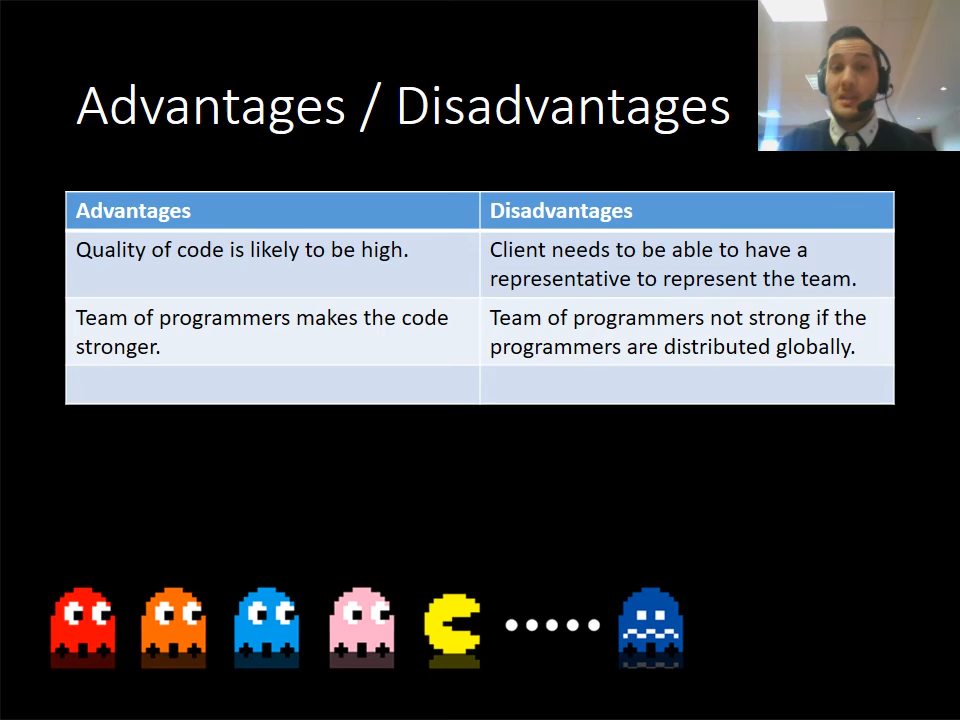 Advantages / Disadvantages
Advantages
Disadvantages
Quality of code is likely to be high.
Client needs to be able to have a
representative to represent the team.
Team of programmers makes the code
stronger.
Team of programmers not strong if the
programmers are distributed globally.